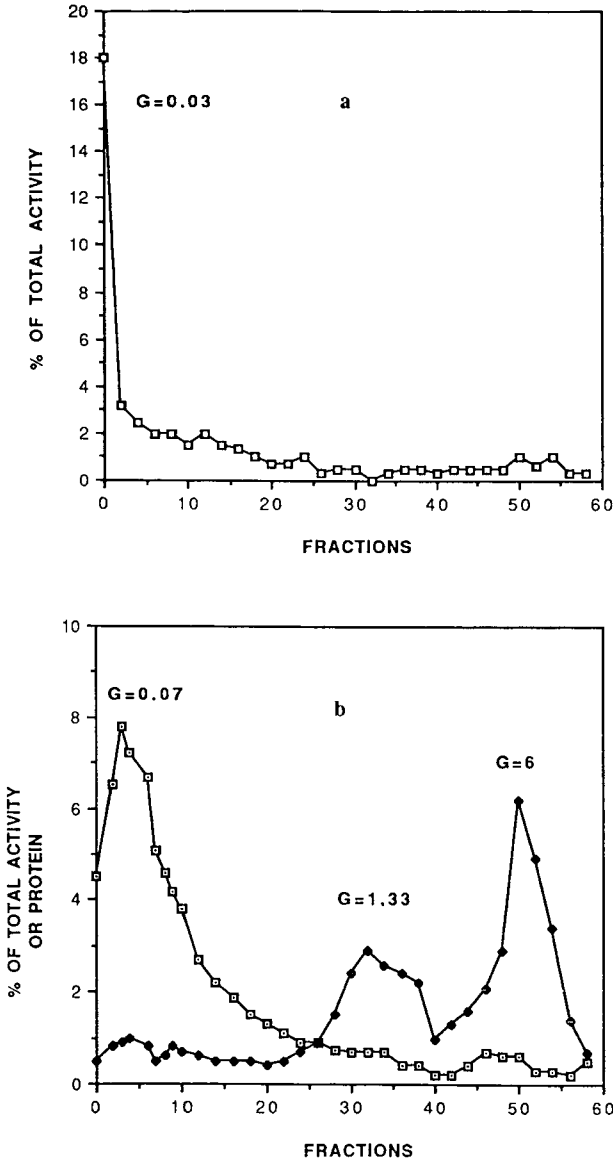 20
18
16
14
12
10
8
6
4
2
0
% OF TOTAL ACTIVITY
G=0.03
a
0 10 20 30 40 50 60
FRACTIONS
10
8
6
4
2
0
% OF TOTAL ACTIVITY
OR PROTEIN
G=0.07
b
G=6
G=1.33
0 10 20 30 40 50 60
FRACTIONS